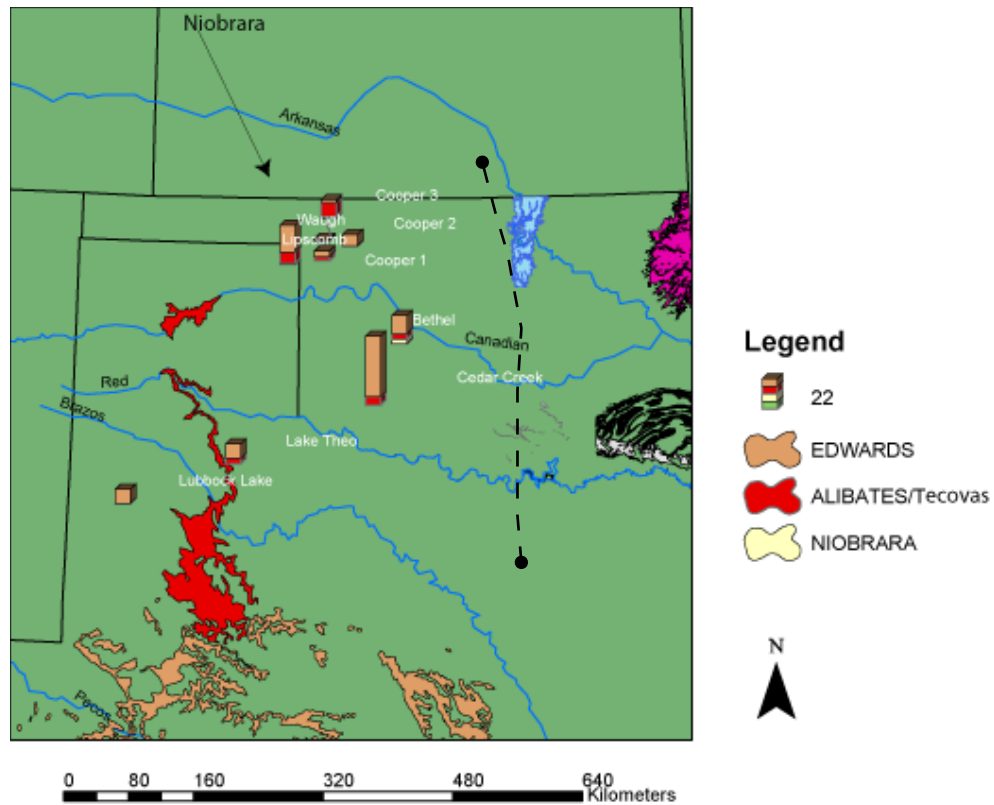 Niobrara
Arkansas
Cooper 3
Waugh
Cooper 2
Lipscomb
Cooper 1
Bethel
Canadian
Cedar Creek
Red
Brazos
Lake Theo
Lubbock Lake
Pecos
Legend
22
EDWARDS
ALIBATES/Tecovas
NIOBRARA
N
0 80 160 320 480 640
Kilometers